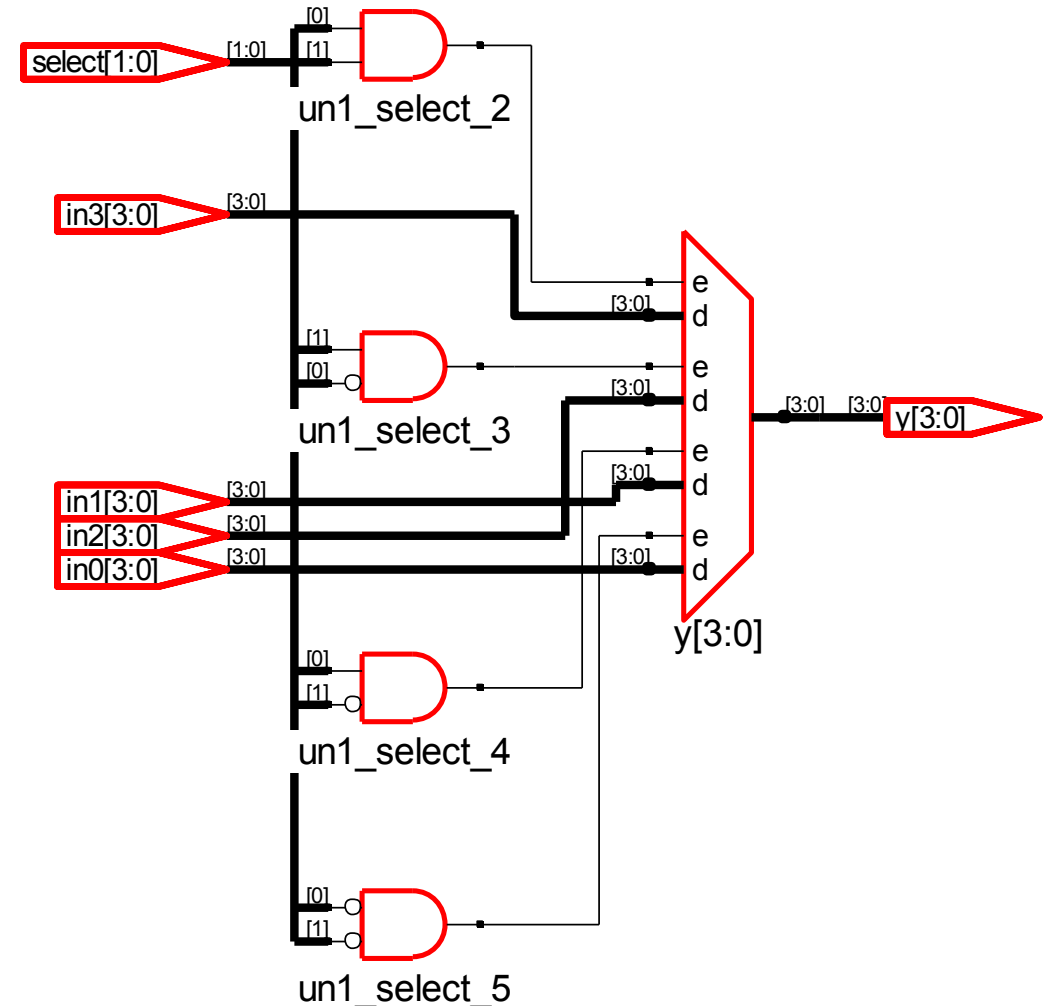 [0]
select[1:0] [1:0] [1]
un1_select_2
in3[3:0] [3:0]
e
[3:0] d
[1]
e
[0]
[3:0] d
[3:0] [3:0] y[3:0]
un1_select_3
e
[3:0] d
in1[3:0] [3:0]
in2[3:0] [3:0]
e
in0[3:0] [3:0] [3:0] d
y[3:0]
[0]
[1]
un1_select_4
[0]
[1]
un1_select_5